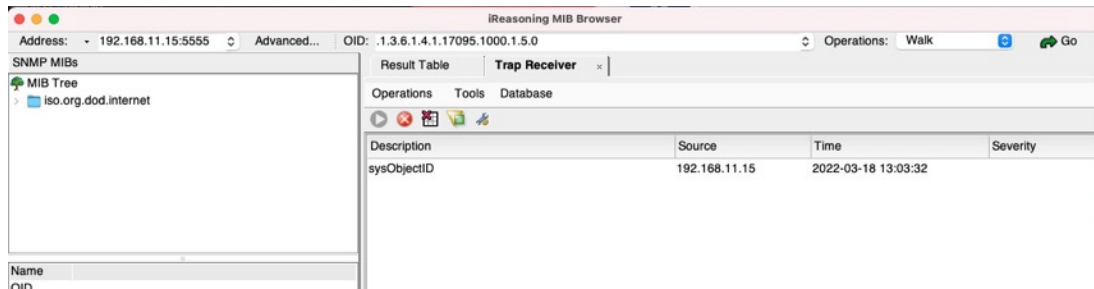 iReasoning MIB Browser
Address: 192.168.11.15:5555 Advanced... OID: .1.3.6.1.4.1.17095.1000.1.5.0 Operations: Walk Go
SNMP MIBs
Result Table Trap Receiver ×
MIB Tree
iso.org.dod.internet
Operations Tools Database
Description Source Time Severity
sysObjectID 192.168.11.15 2022-03-18 13:03:32
Name
OID